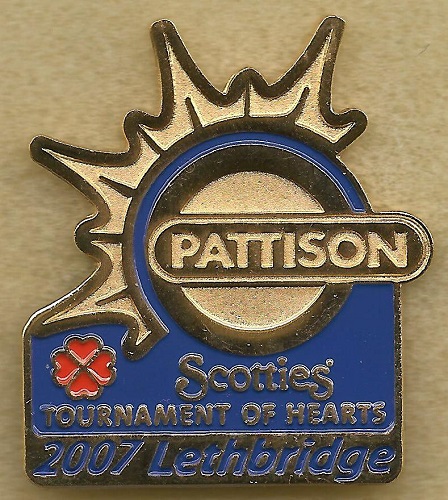 PATTISON
Scotties
TOURNAMENT OF HEARTS
2007 Lethbridge